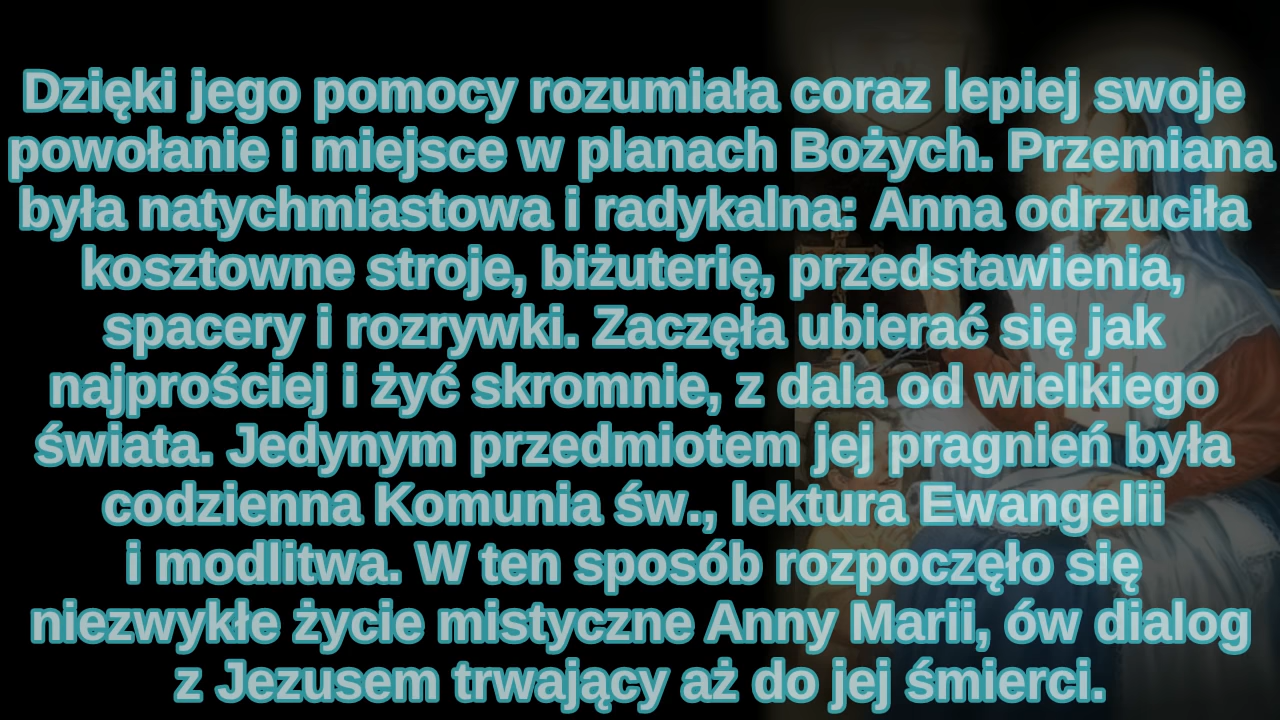 Dzięki jego pomocy rozumiała coraz lepiej swoje
powołanie i miejsce w planach Bożych. Przemiana
była natychmiastowa i radykalna: Anna odrzuciła
kosztowne stroje, biżuterię, przedstawienia,
spacery i rozrywki. Zaczęła ubierać się jak
najprościej i żyć skromnie, z dala od wielkiego
świata. Jedynym przedmiotem jej pragnień była
codzienna Komunia św., lektura Ewangelii
i modlitwa. W ten sposób rozpoczęło się
niezwykłe życie mistyczne Anny Marii, ów dialog
z Jezusem trwający aż do jej śmierci.